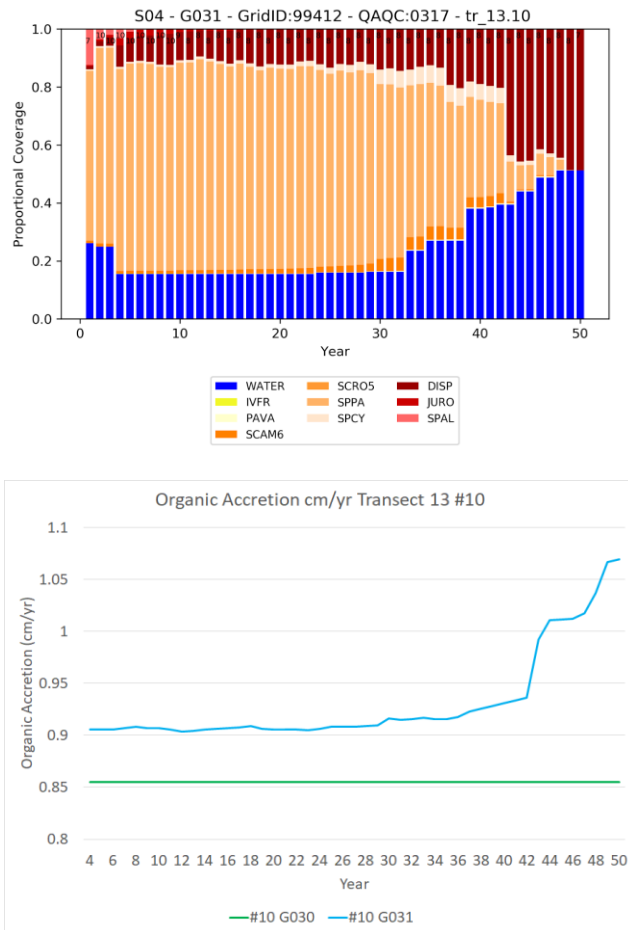 S04 - G031 - GridID:99412 - QAQC:0317 - tr_13.10
1.0
0.8
0.6
0.4
0.2
0.0
Proportional Coverage
0 10 20 30 40 50
Year
WATER SCRO5 DISP
IVFR SPPA JURO
PAVA SPCY SPAL
SCAM6
Organic Accretion cm/yr Transect 13 #10
1.1
1.05
1
0.95
0.9
0.85
0.8
Organic Accretion (cm/yr)
4 6 8 10 12 14 16 18 20 22 24 26 28 30 32 34 36 38 40 42 44 46 48 50
Year
#10 G030 #10 G031